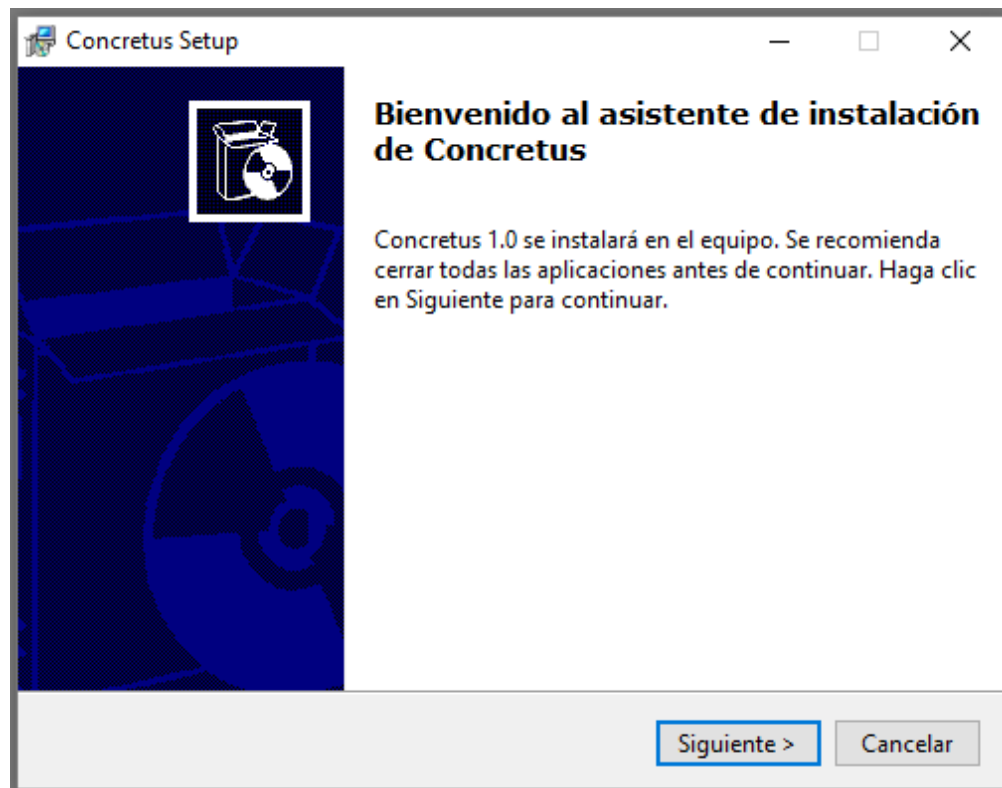 Concretus Setup
Bienvenido al asistente de instalación
de Concretus
Concretus 1.0 se instalará en el equipo. Se recomienda
cerrar todas las aplicaciones antes de continuar. Haga clic
en Siguiente para continuar.
Siguiente >
Cancelar